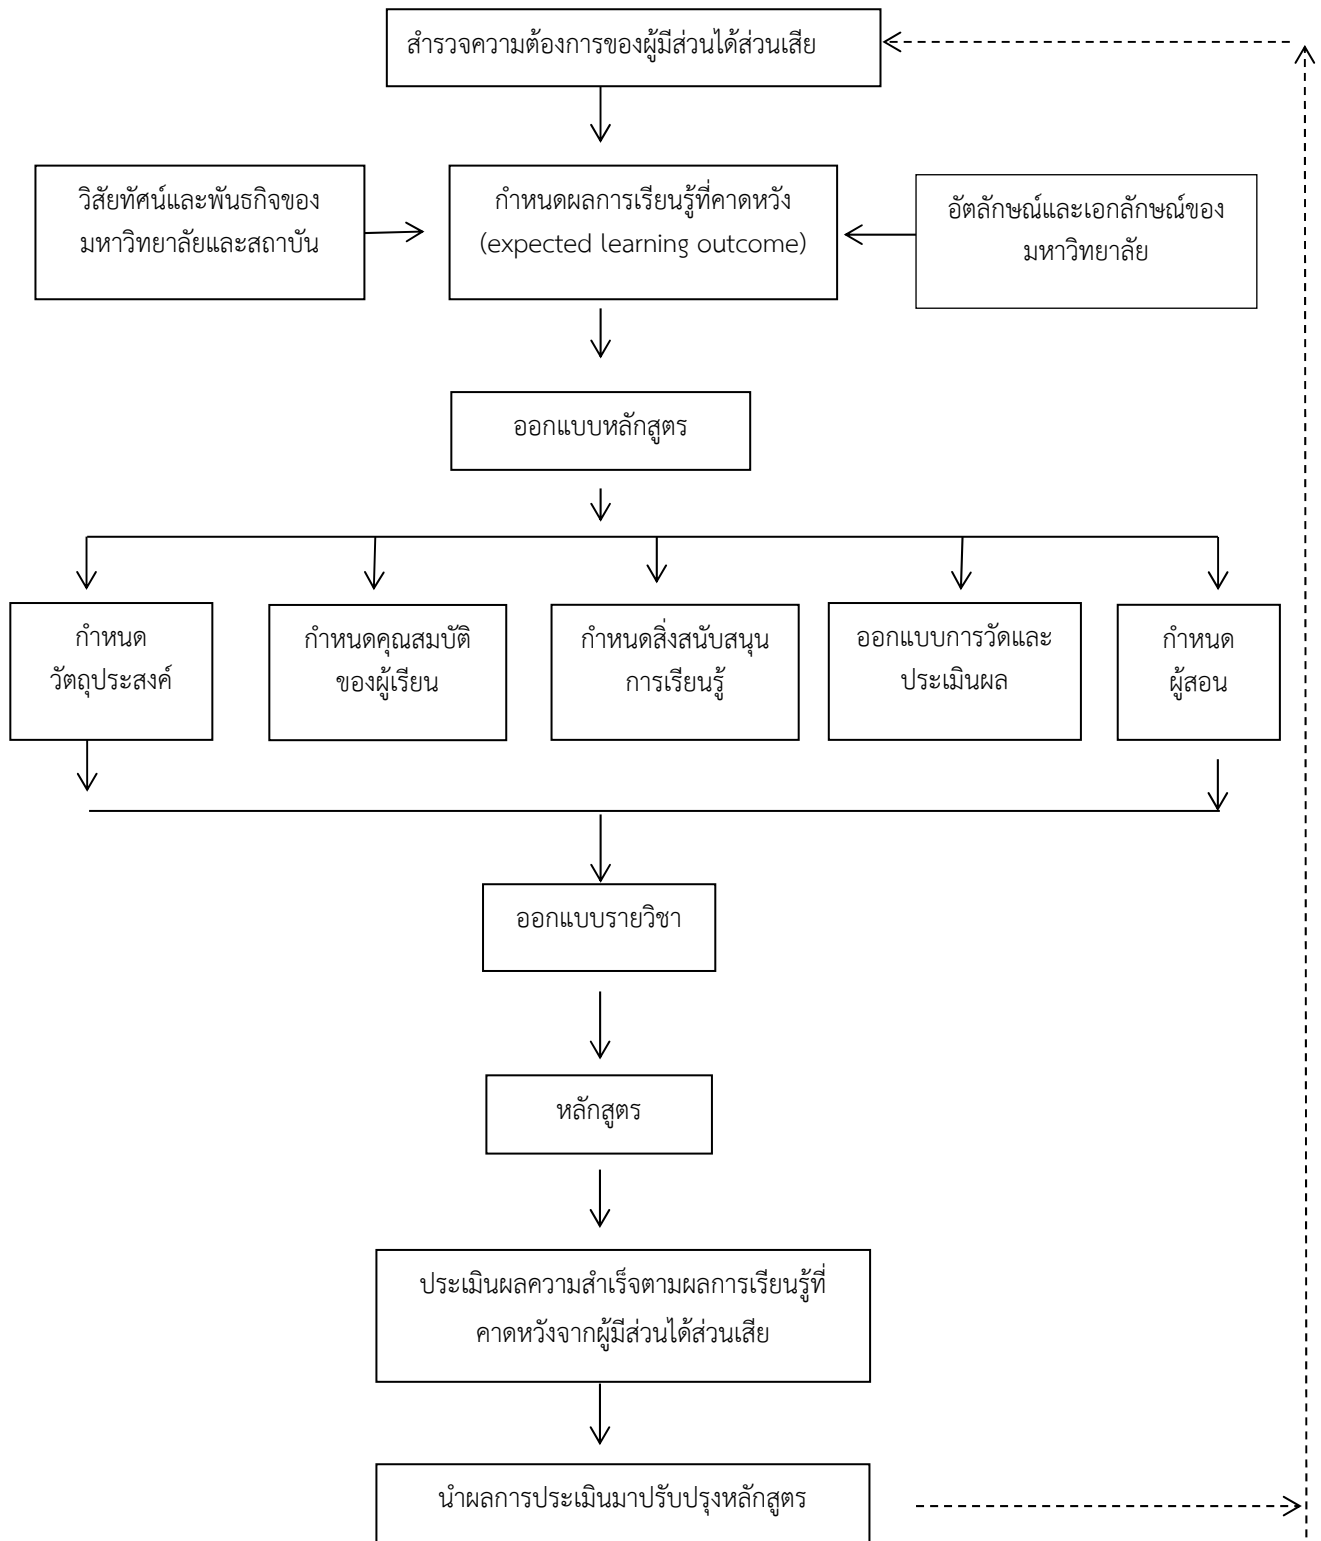 สำรวจความต้องการของผู้มีส่วนได้ส่วนเสีย
วิสัยทัศน์และพันธกิจของ
มหาวิทยาลัยและสถาบัน
กำหนดผลการเรียนรู้ที่คาดหวัง
(expected learning outcome)
อัตลักษณ์และเอกลักษณ์ของ
มหาวิทยาลัย
ออกแบบหลักสูตร
กำหนด
วัตถุประสงค์
กำหนดคุณสมบัติ
ของผู้เรียน
กำหนดสิ่งสนับสนุน
การเรียนรู้
ออกแบบการวัดและ
ประเมินผล
กำหนด
ผู้สอน
ออกแบบรายวิชา
หลักสูตร
ประเมินผลความสำเร็จตามผลการเรียนรู้ที่
คาดหวังจากผู้มีส่วนได้ส่วนเสีย
นำผลการประเมินมาปรับปรุงหลักสูตร